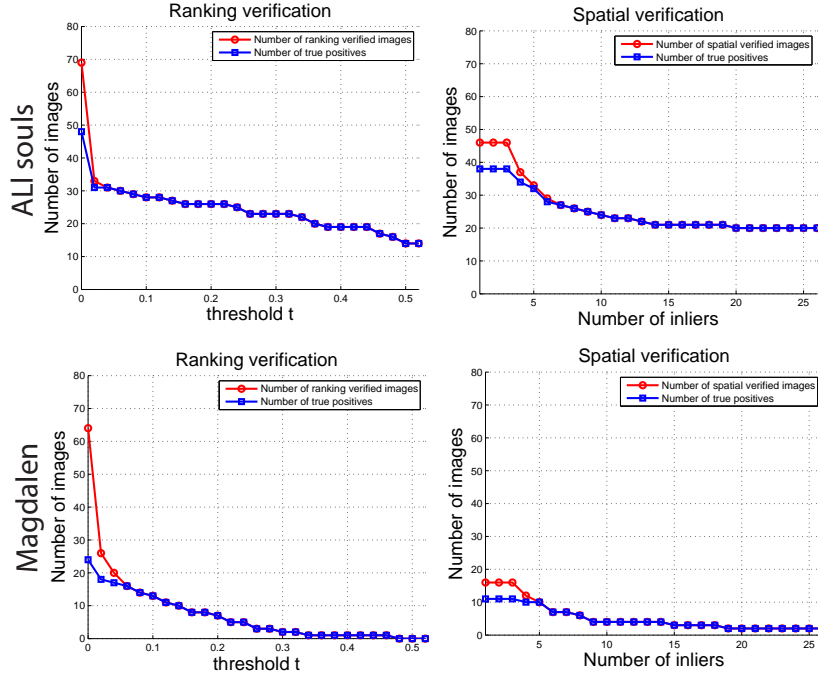 Ranking verification
Number of ranking verified images
Number of true positives
80
70
60
50
40
30
20
10
0
0
0.1
0.2
0.3
0.4
0.5
threshold t
Number of images
ALl souls
Spatial verification
Number of spatial verified images
Number of true positives
80
70
60
50
40
30
20
10
0
5
10
15
20
25
Number of inliers
Number of images
Ranking verification
Number of ranking verified images
Number of true positives
80
70
60
50
40
30
20
10
0
0
0.1
0.2
0.3
0.4
0.5
threshold t
Number of images
Magdalen
Spatial verification
Number of spatial verified images
Number of true positives
80
70
60
50
40
30
20
10
0
5
10
15
20
25
Number of inliers
Number of images